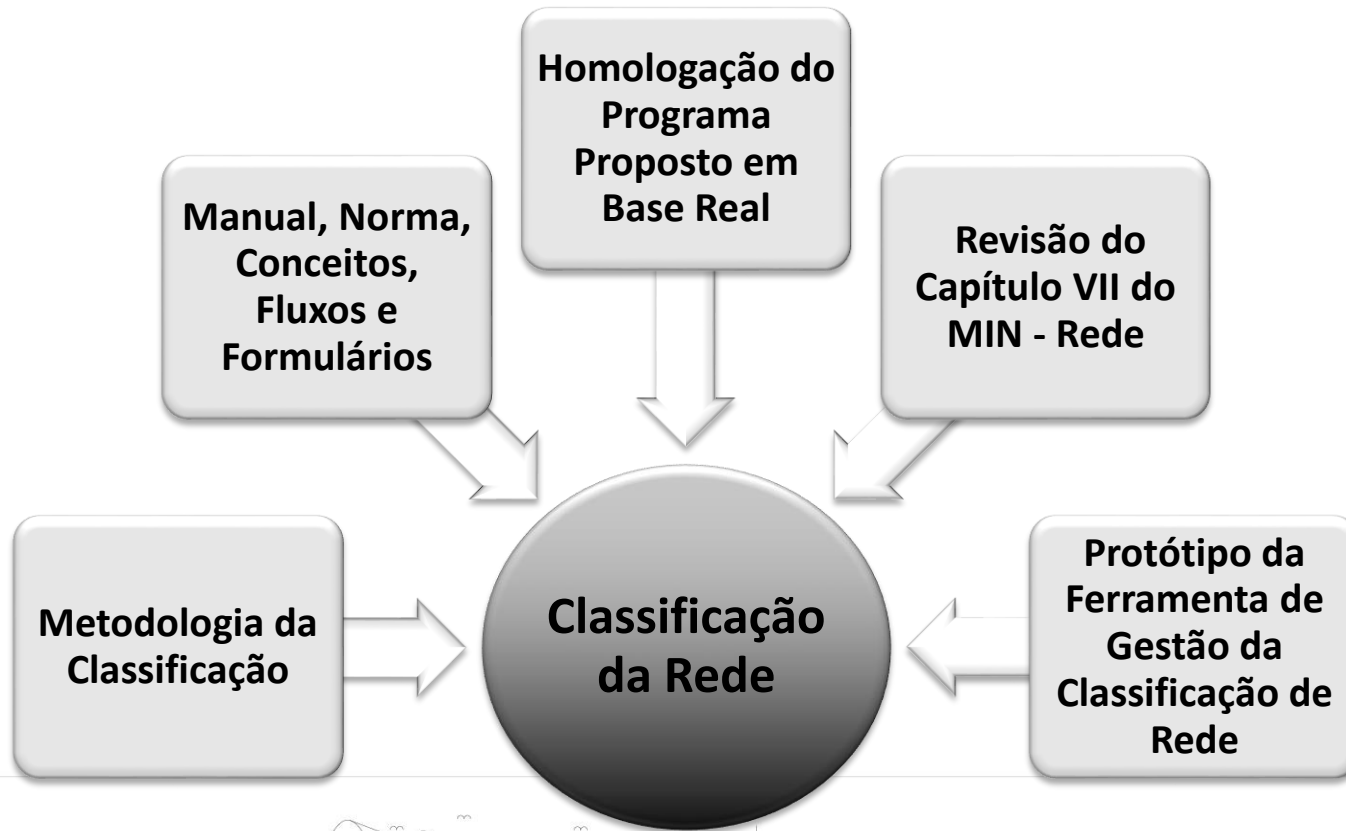 Homologação do
Programa
Proposto em
Base Real
Manual, Norma,
Conceitos,
Fluxos e
Formulários
Revisão do
Capítulo VII do
MIN - Rede
Metodologia da
Classificação
Classificação
da Rede
Protótipo da
Ferramenta de
Gestão da
Classificação de
Rede